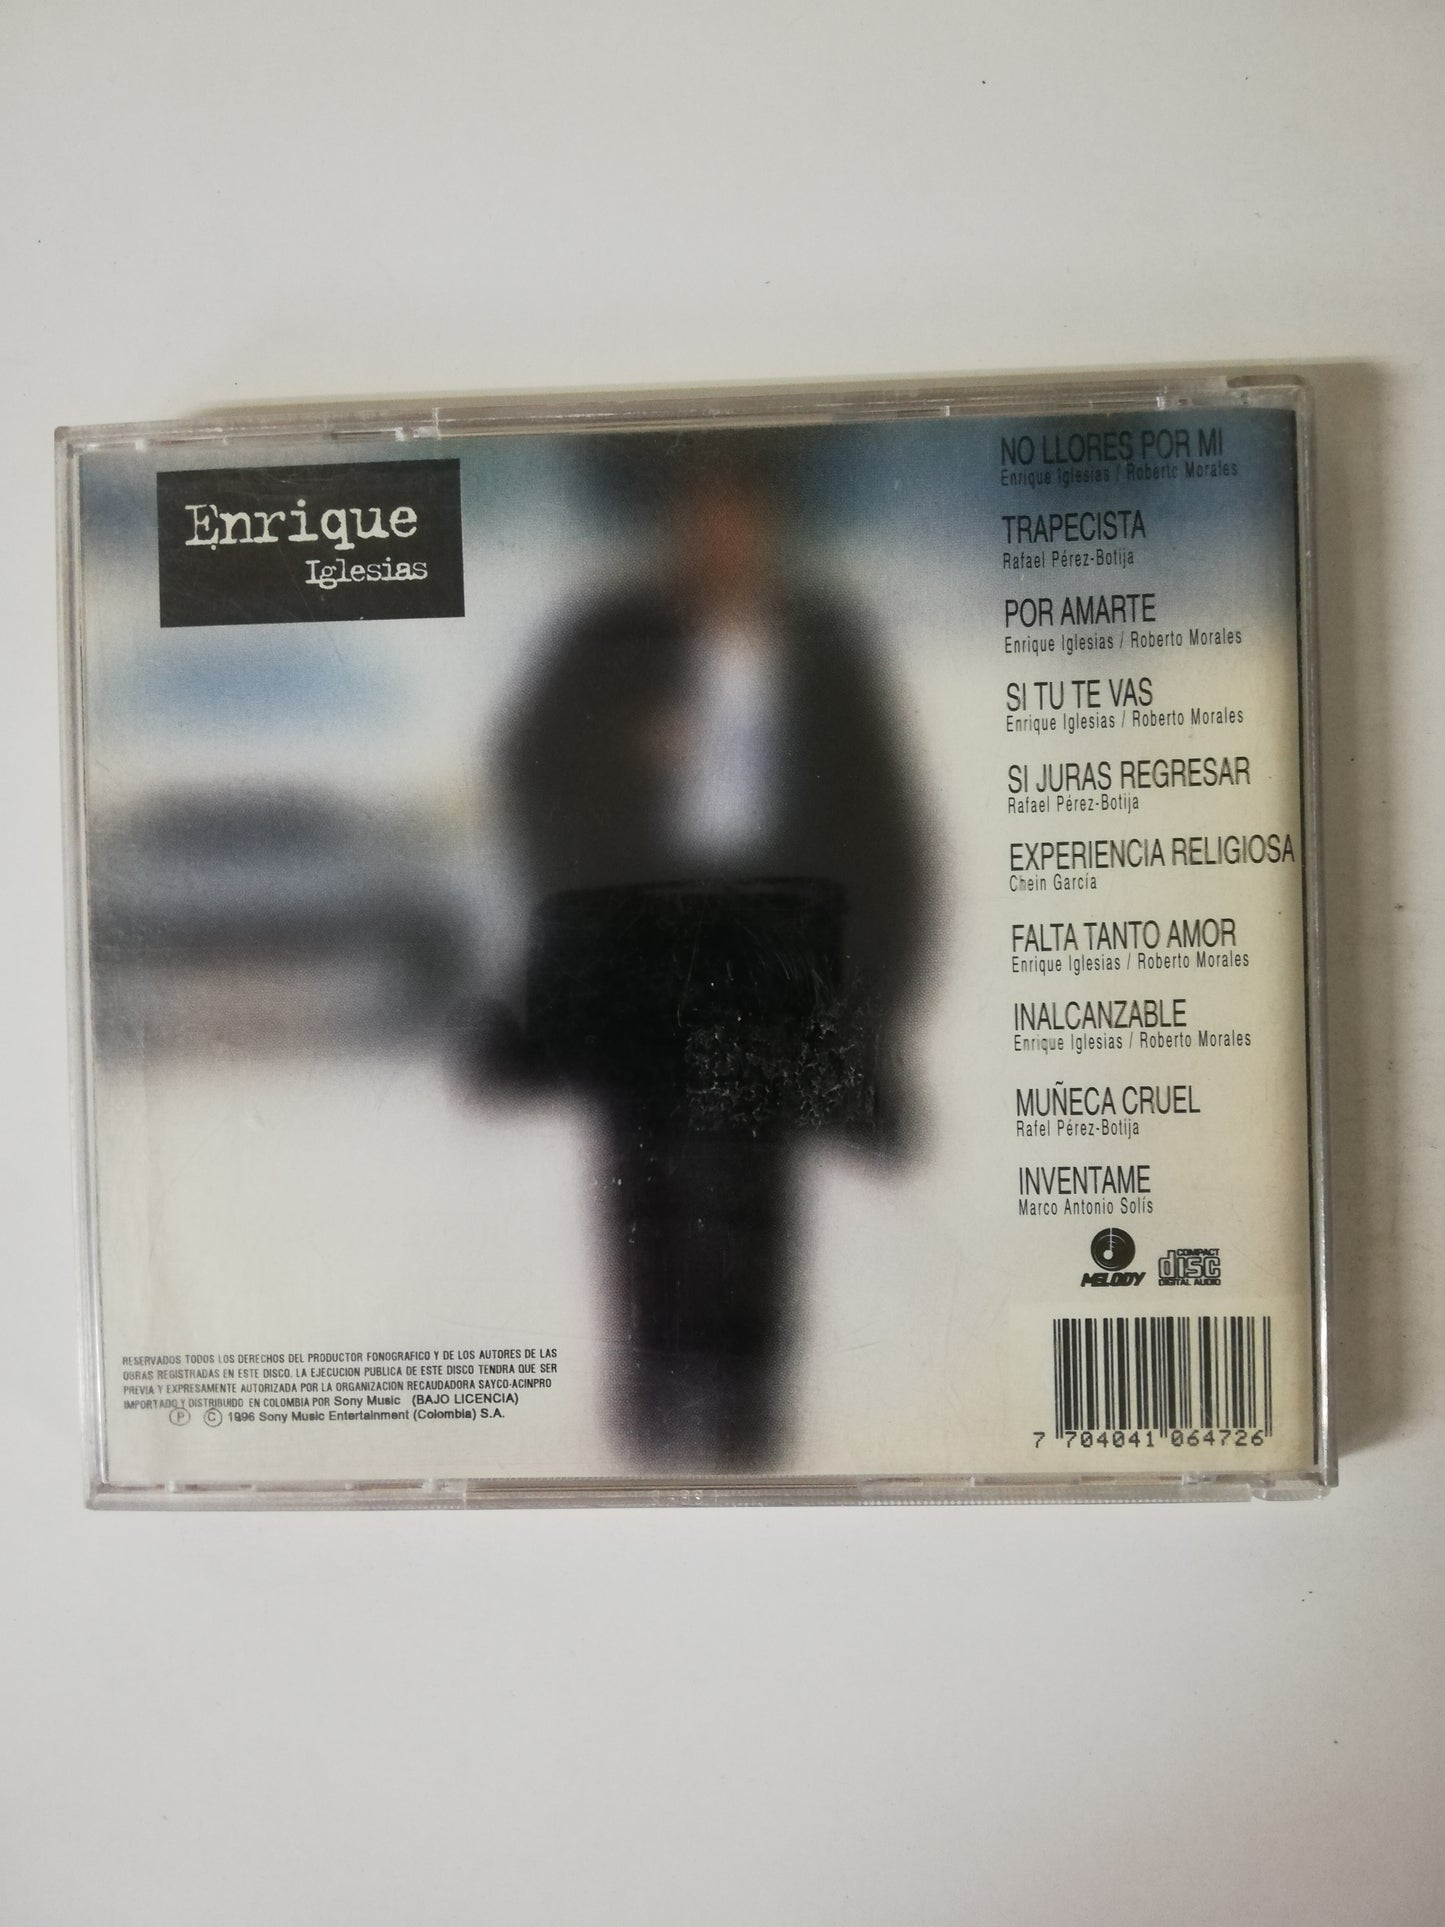 Enrique
Iglesias
NO LLORES POR MI
Enrique Iglesias / Roberto Morales
TRAPECISTA
Rafael Pérez-Botija
POR AMARTE
Enrique Iglesias / Roberto Morales
SI TU TE VAS
Enrique Iglesias / Roberto Morales
SI JURAS REGRESAR
Rafael Pérez-Botija
EXPERIENCIA RELIGIOSA
Chein García
FALTA TANTO AMOR
Enrique Iglesias / Roberto Morales
INALCANZABLE
Enrique Iglesias / Roberto Morales
MUÑECA CRUEL
Rafel Pérez-Botija
INVENTAME
Marco Antonio Solís
MELODY
COMPACT
disc
DIGITAL AUDIO
RESERVADOS TODOS LOS DERECHOS DEL PRODUCTOR FONOGRAFICO Y DE LOS AUTORES DE LAS
OBRAS REGISTRADAS EN ESTE DISCO. LA EJECUCION PUBLICA DE ESTE DISCO TENDRA QUE SER
PREVIA Y EXPRESAMENTE AUTORIZADA POR LA ORGANIZACION RECAUDADORA SAYCO-ACINPRO
IMPORTADO Y DISTRIBUIDO EN COLOMBIA POR Sony Music (BAJO LICENCIA)
Ⓟ Ⓒ 1996 Sony Music Entertainment (Colombia) S.A.
7 704041 064726